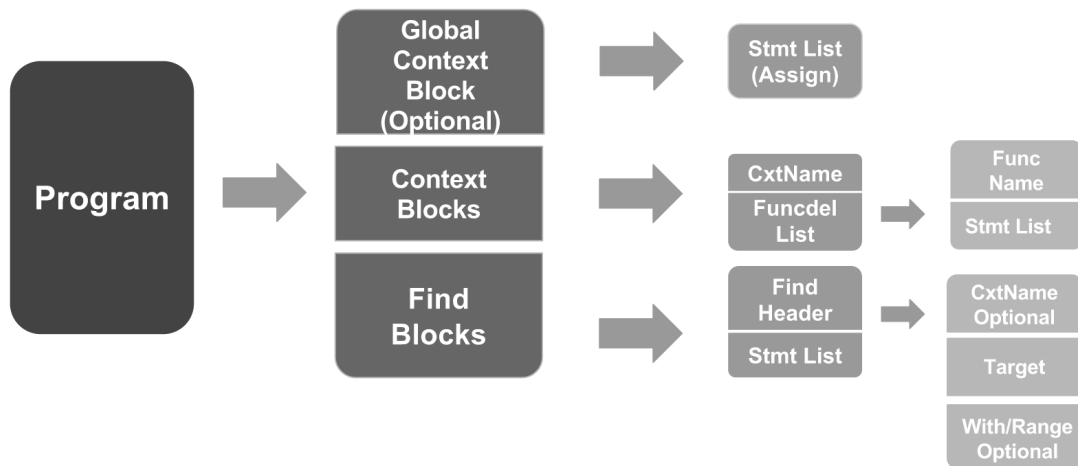 Program
Global
Context
Block
(Optional)
Context
Blocks
Find
Blocks
Stmt List
(Assign)
CxtName
Funcdel
List
Find
Header
Stmt List
Func
Name
Stmt List
CxtName
Optional
Target
With/Range
Optional